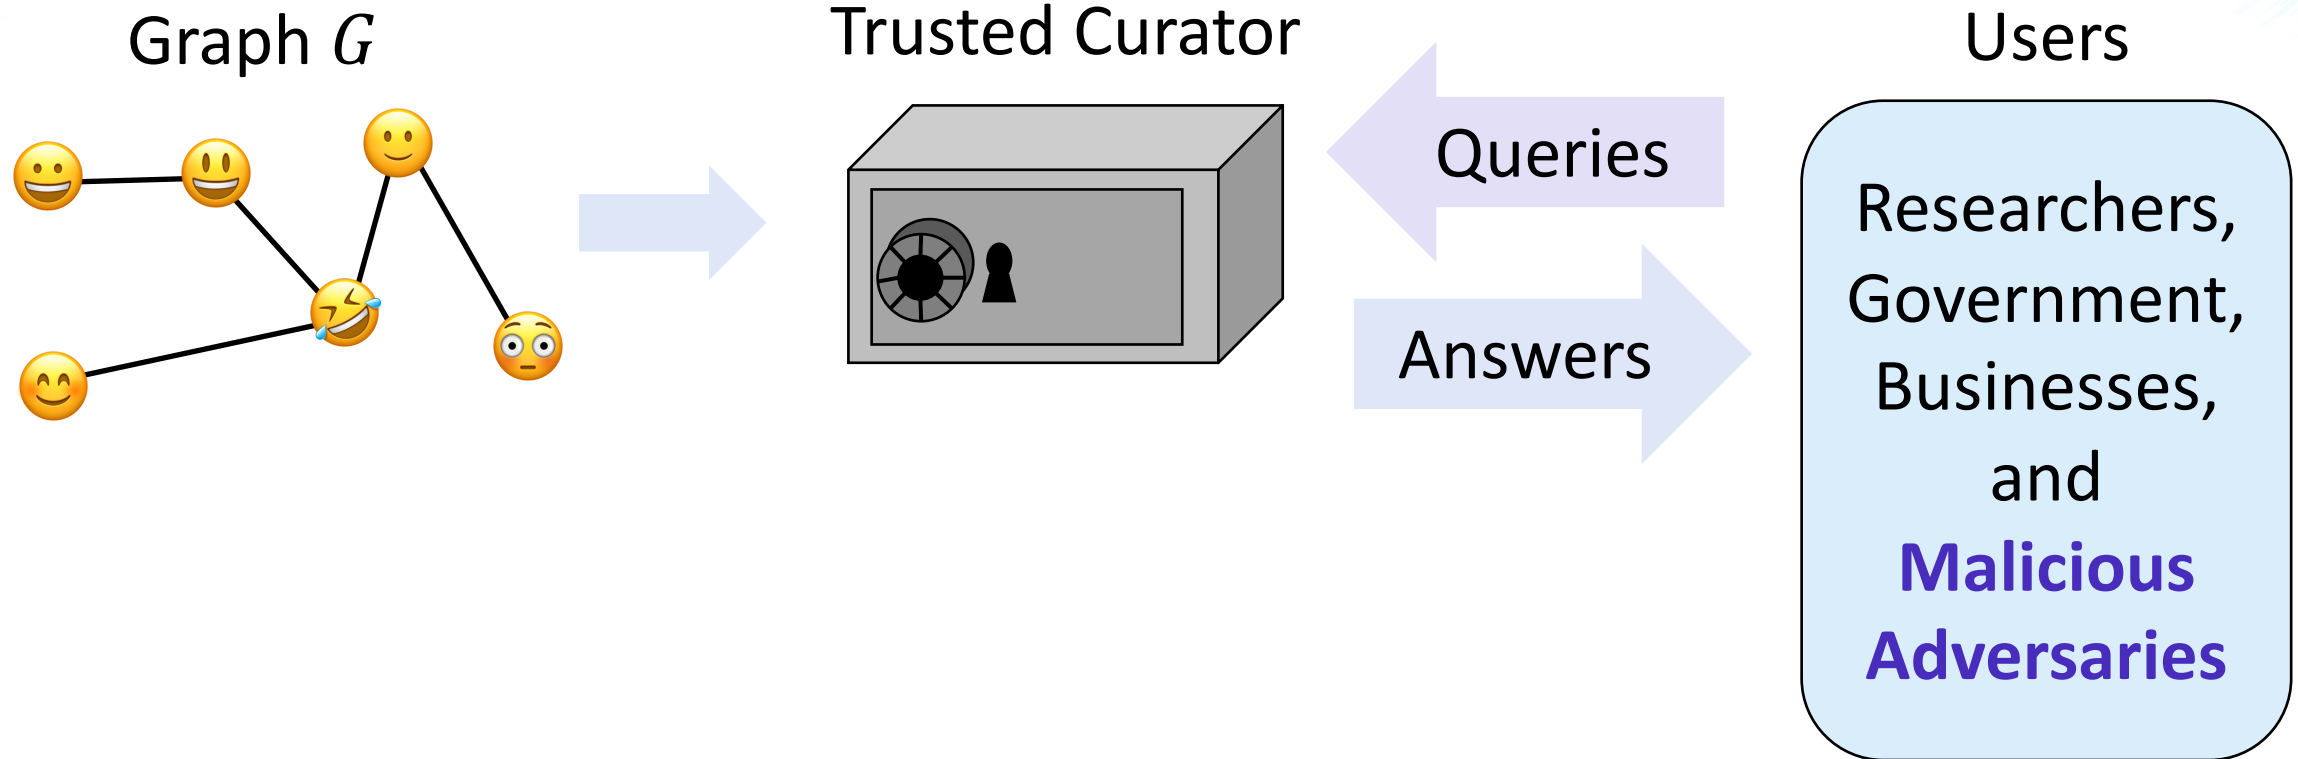 Graph G
Trusted Curator
Users
Queries
Answers
Researchers,
Government,
Businesses,
and
Malicious
Adversaries